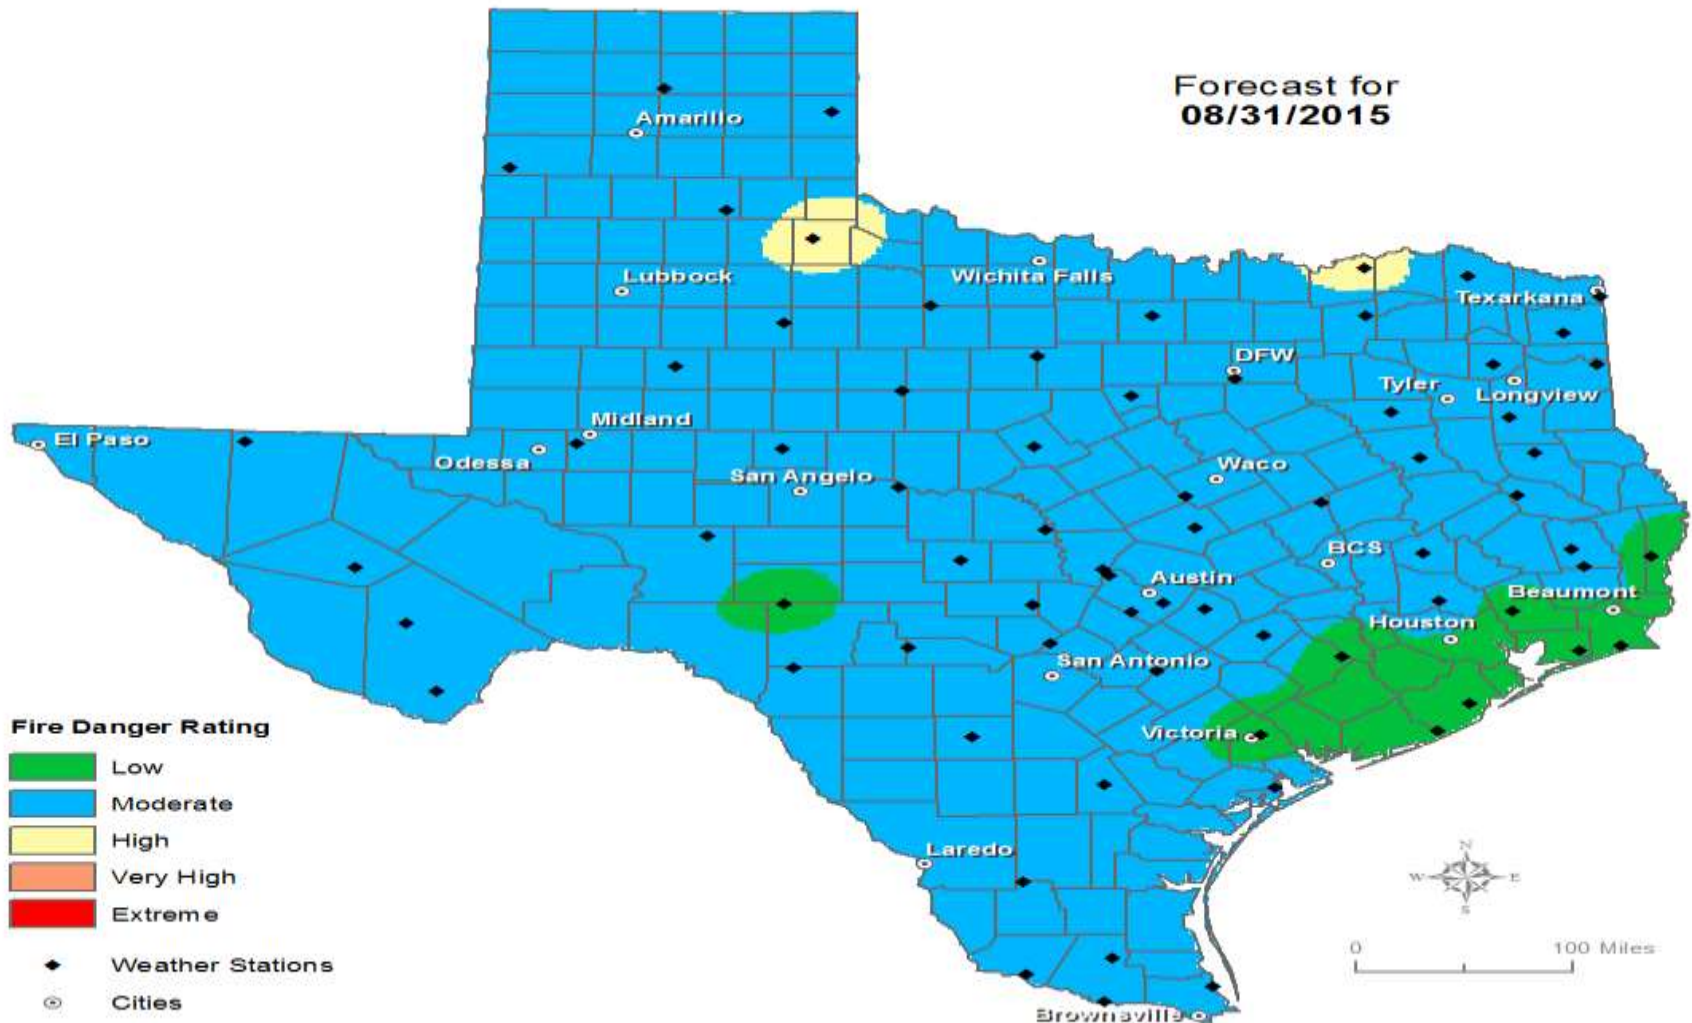 Forecast for
08/31/2015
Amarillo
Lubbock
Wichita Falls
Texarkana
DFW
Tyler
Longview
Midland
El Paso
Odessa
San Angelo
Waco
BCS
Austin
Beaumont
Houston
San Antonio
Victoria
Laredo
Brownsville
Fire Danger Rating
Low
Moderate
High
Very High
Extreme
Weather Stations
Cities
N
W E
S
0 100 Miles